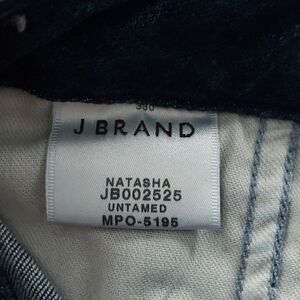 J BRAND
NATASHA
JB002525
UNTAMED
MPO-5195